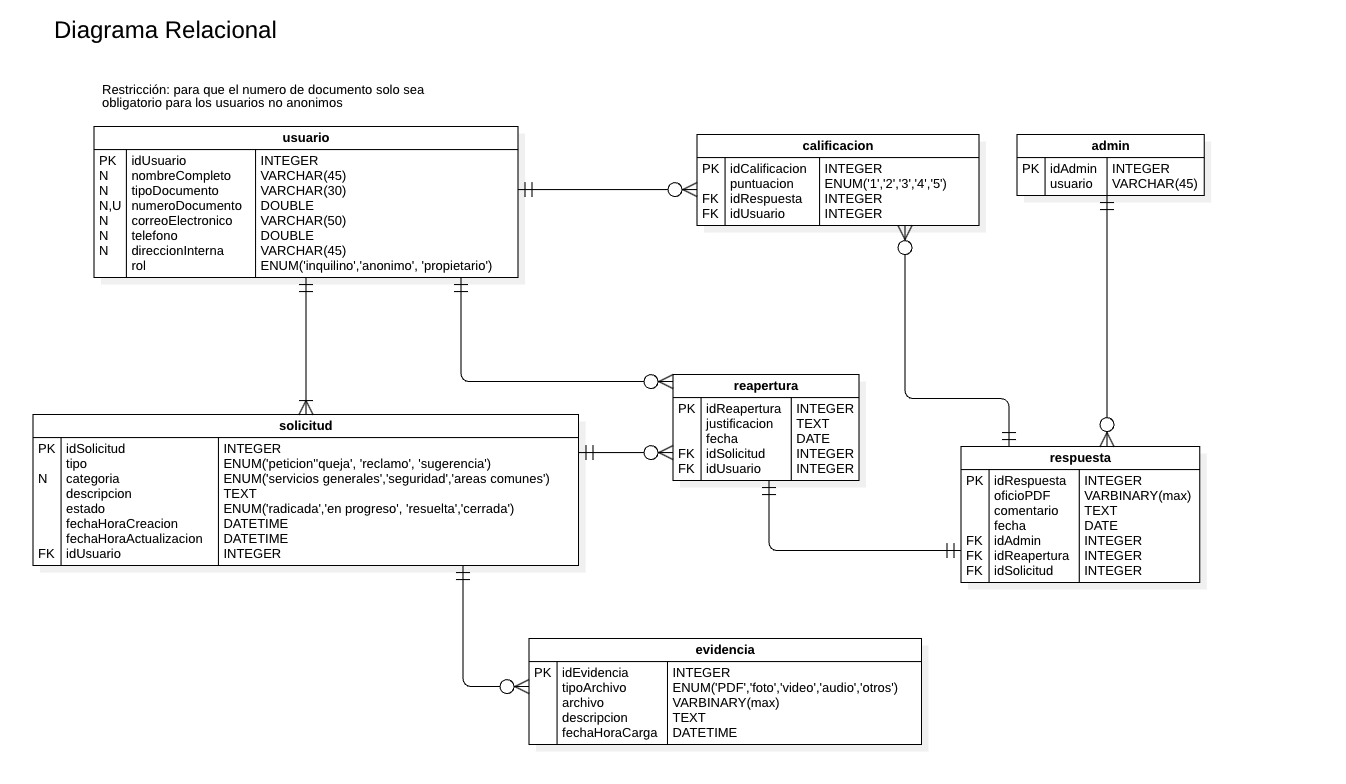 Diagrama Relacional
Restricción: para que el numero de documento solo sea
obligatorio para los usuarios no anonimos
usuario
PK idUsuario INTEGER
N nombreCompleto VARCHAR(45)
N tipoDocumento VARCHAR(30)
N,U numeroDocumento DOUBLE
N correoElectronico VARCHAR(50)
N telefono DOUBLE
N direccionInterna VARCHAR(45)
rol ENUM('inquilino','anonimo', 'propietario')
calificacion
PK idCalificacion INTEGER
puntuacion ENUM('1','2','3','4','5')
FK idRespuesta INTEGER
FK idUsuario INTEGER
admin
PK idAdmin INTEGER
usuario VARCHAR(45)
reapertura
PK idReapertura INTEGER
justificacion TEXT
fecha DATE
FK idSolicitud INTEGER
FK idUsuario INTEGER
solicitud
PK idSolicitud INTEGER
tipo ENUM('peticion''queja', 'reclamo', 'sugerencia')
N categoria ENUM('servicios generales','seguridad','areas comunes')
descripcion TEXT
estado ENUM('radicada','en progreso', 'resuelta','cerrada')
fechaHoraCreacion DATETIME
fechaHoraActualizacion DATETIME
FK idUsuario INTEGER
respuesta
PK idRespuesta INTEGER
oficioPDF VARBINARY(max)
comentario TEXT
fecha DATE
FK idAdmin INTEGER
FK idReapertura INTEGER
FK idSolicitud INTEGER
evidencia
PK idEvidencia INTEGER
tipoArchivo ENUM('PDF','foto','video','audio','otros')
archivo VARBINARY(max)
descripcion TEXT
fechaHoraCarga DATETIME